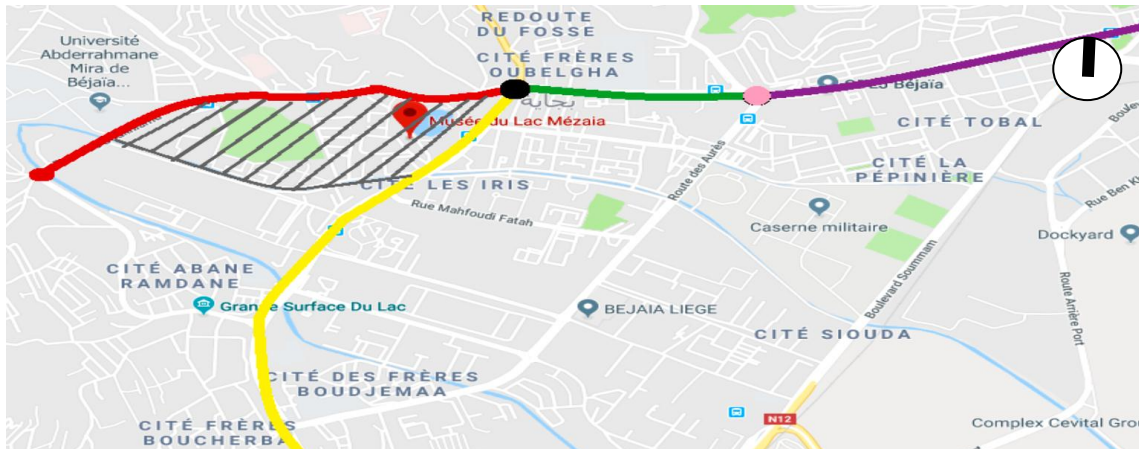 REDOUTE
DU FOSSE
CITÉ FRÈRES
OUBELGHA
بجاية
Université
Abderrahmane
Mira de
Béjaïa...
Béjaïa
Musée du Lac Mézaia
CITÉ TOBAL
CITÉ LA
PÉPINIÈRE
CITÉ LES IRIS
Rue Mahfoudi Fatah
Route des Aurès
Caserne militaire
Rue Ben
Dockyard
CITÉ ABANE
RAMDANE
Grande Surface Du Lac
BEJAIA LIEGE
Boulevard Soummam
Route Arrière Port
CITÉ SIOUDA
CITÉ DES FRÈRES
BOUDJEMAA
CITÉ FRÈRES
BOUCHERBA
N12
Complex Cevital Gro